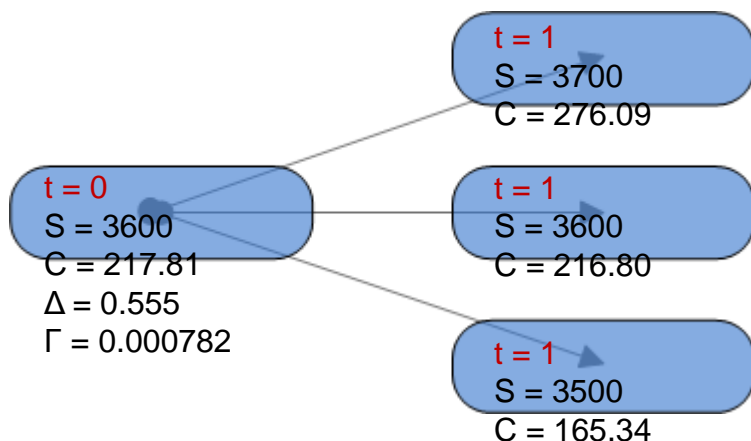 t = 1
S = 3700
C = 276.09
t = 0
S = 3600
C = 217.81
Δ = 0.555
Γ = 0.000782
t = 1
S = 3600
C = 216.80
t = 1
S = 3500
C = 165.34